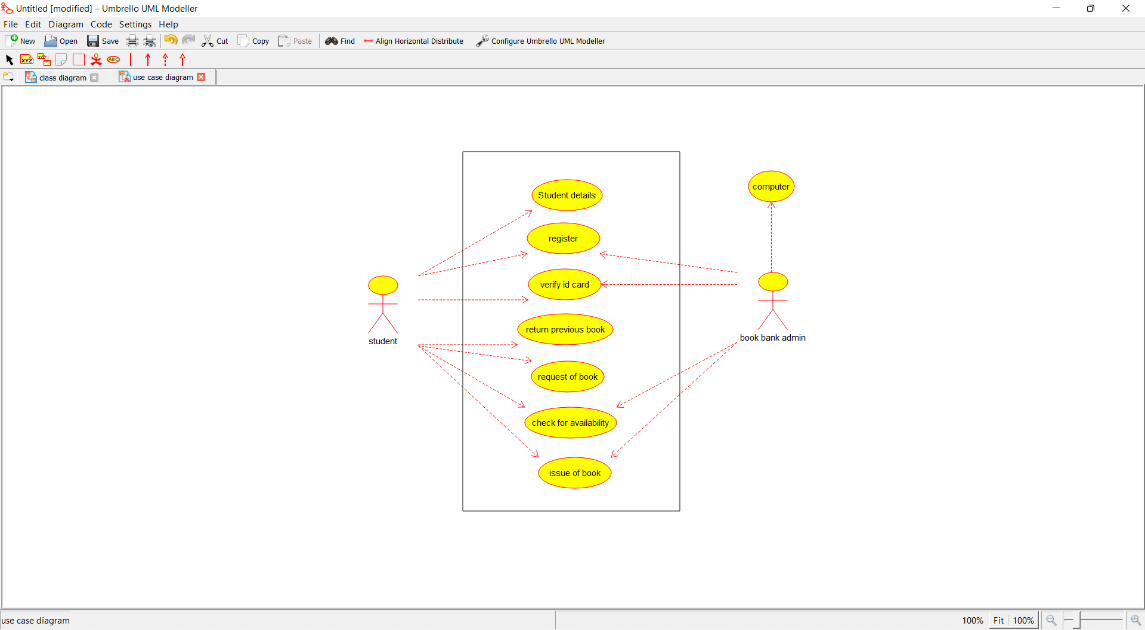 Untitled [modified] – Umbrello UML Modeller
File Edit Diagram Code Settings Help
New Open Save Cut Copy Paste Find Align Horizontal Distribute Configure Umbrello UML Modeller
XYZ
class diagram use case diagram
Student details
computer
register
verify id card
return previous book
student
book bank admin
request of book
check for availability
issue of book
use case diagram 100% Fit 100%